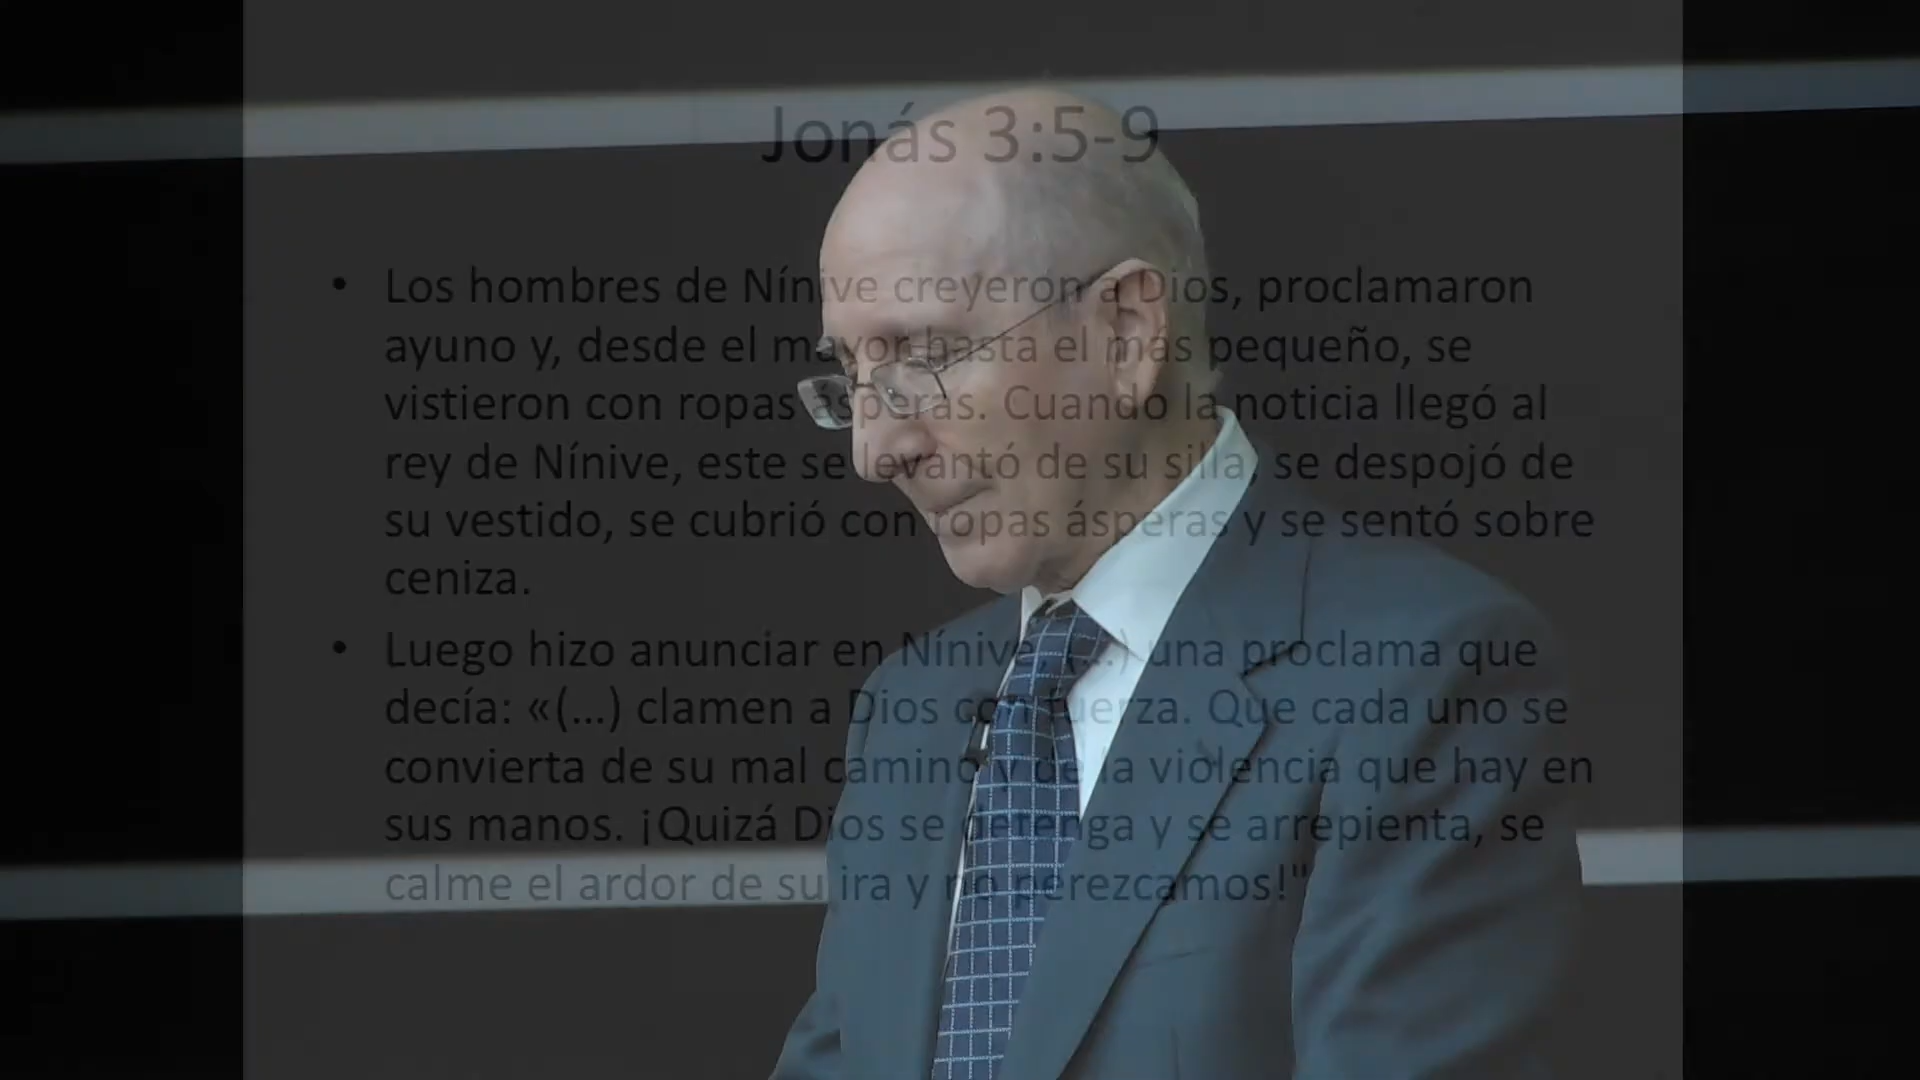 Jonás 3:5-9
• Los hombres de Nínive creyeron a Dios, proclamaron
ayuno y, desde el mayor hasta el más pequeño, se
vistieron con ropas ásperas. Cuando la noticia llegó al
rey de Nínive, este se levantó de su silla, se despojó de
su vestido, se cubrió con ropas ásperas y se sentó sobre
ceniza.
• Luego hizo anunciar en Nínive (...) una proclama que
decía: «(...) clamen a Dios con fuerza. Que cada uno se
convierta de su mal camino y de la violencia que hay en
sus manos. ¡Quizá Dios se detenga y se arrepienta, se
calme el ardor de su ira y no perezcamos!"